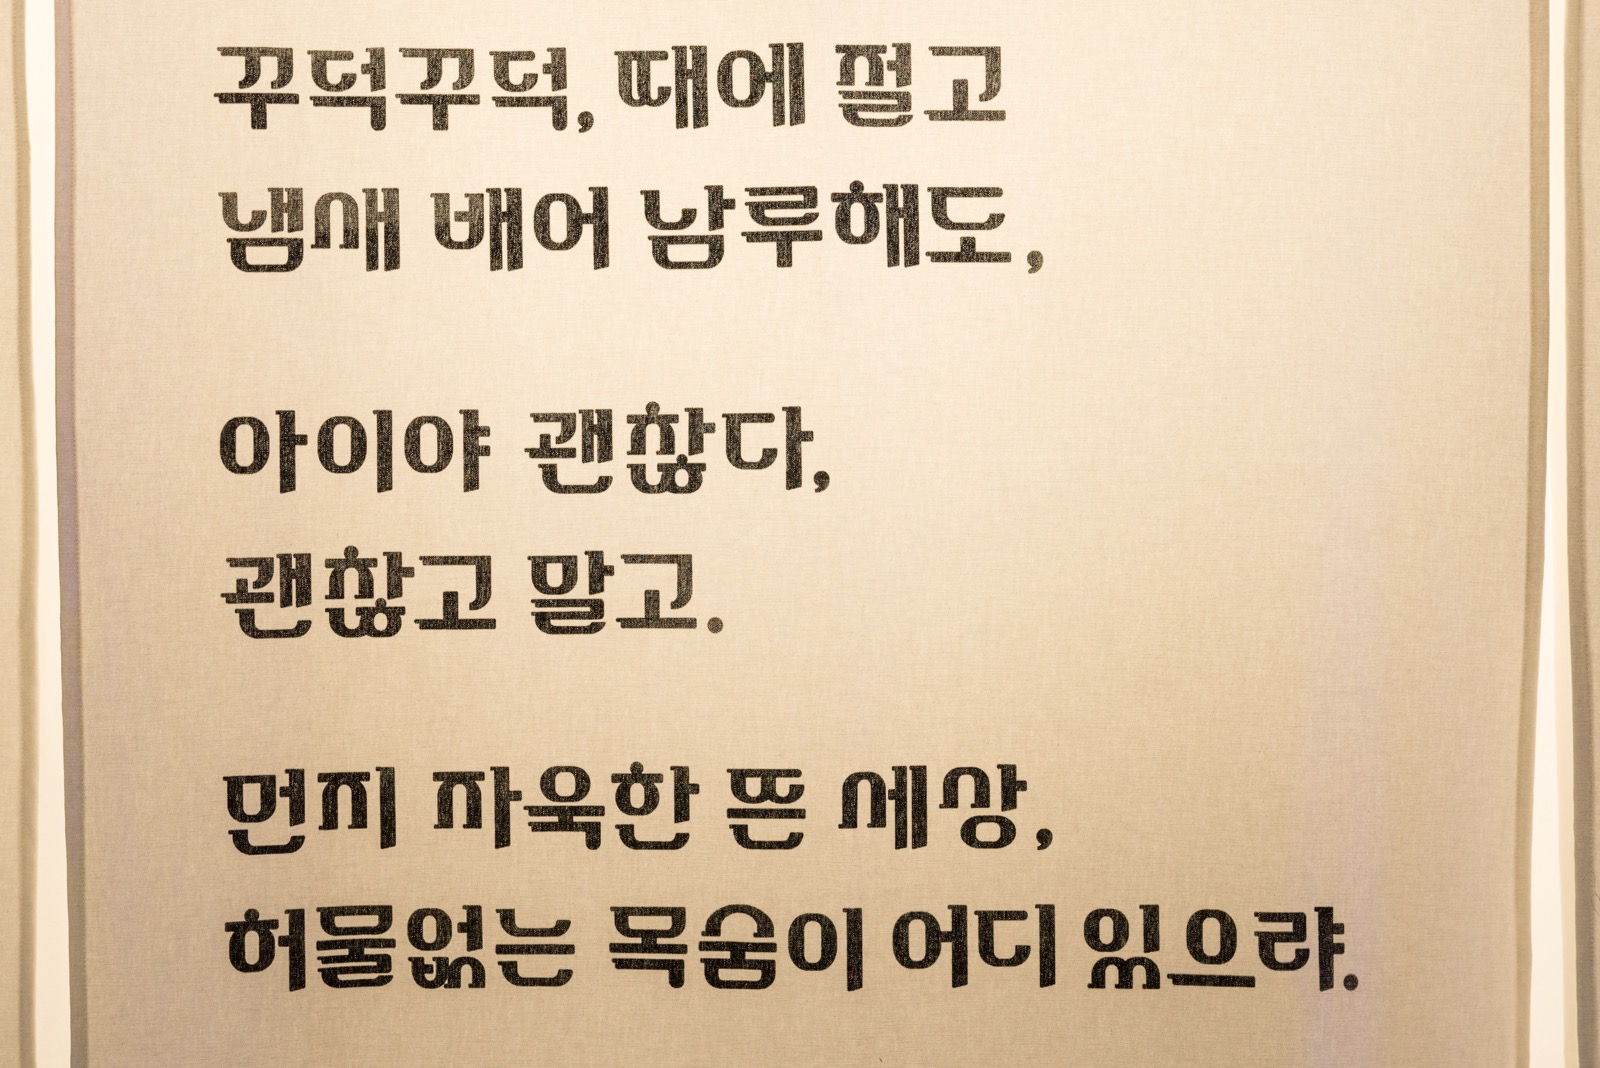 꾸덕꾸덕, 때에 쩔고
냄새 배어 남루해도,
아이야 괜찮다,
괜찮고 말고.
먼지 자욱한 뜬 세상,
허물없는 목숨이 어디 있으랴.